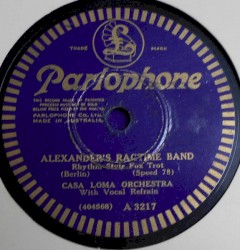 TRADE MARK
Parlophone
PARLOPHONE CO. LTD.
MADE IN AUSTRALIA
ALEXANDER'S RAGTIME BAND
Rhythm-Style Fox Trot
(Berlin) (Speed 78)
CASA LOMA ORCHESTRA
With Vocal Refrain
(404568) A 3217